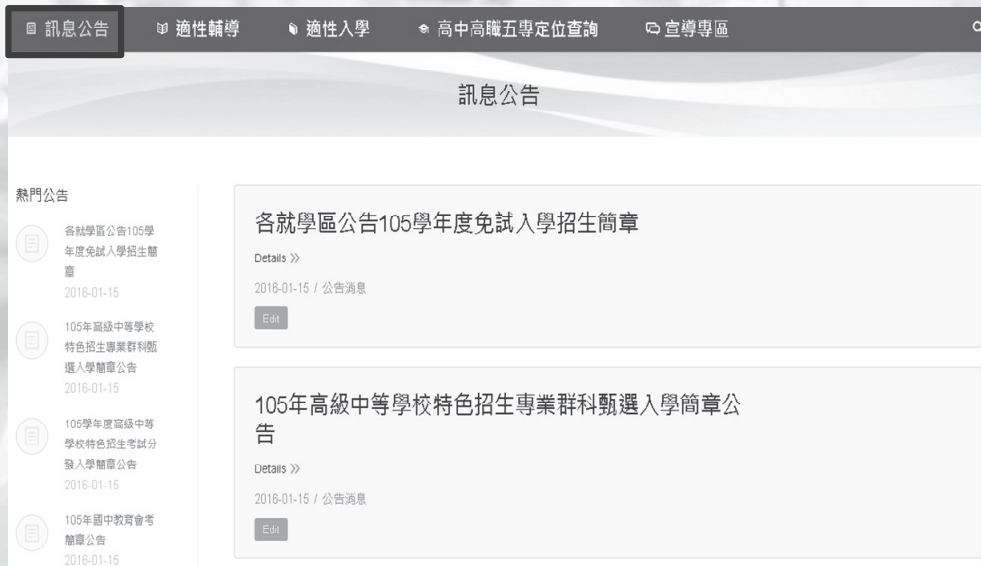 訊息公告 適性輔導 適性入學 高中高職五專定位查詢 宣導專區
訊息公告
熱門公告
各就學區公告105學
年度免試入學招生簡
章
2016-01-15
105年高級中等學校
特色招生專業群科甄
選入學簡章公告
2016-01-15
105學年度高級中等
學校特色招生考試分
發入學簡章公告
2016-01-15
105年國中教育會考
簡章公告
2016-01-15
各就學區公告105學年度免試入學招生簡章
Details »
2016-01-15 / 公告消息
Edit
105年高級中等學校特色招生專業群科甄選入學簡章公
告
Details »
2016-01-15 / 公告消息
Edit